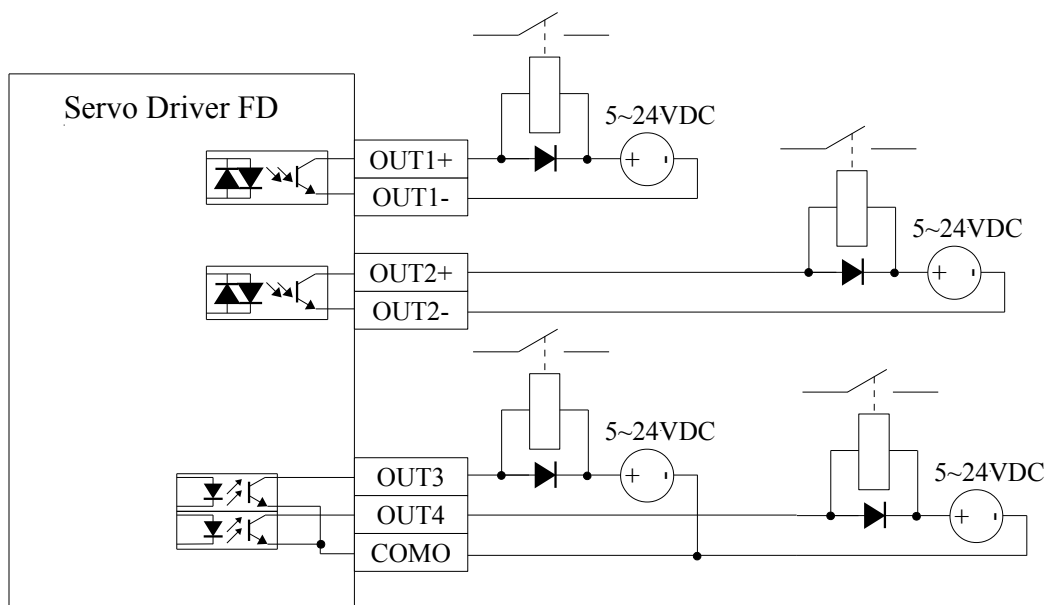 Servo Driver FD
5~24VDC
OUT1+
+ -
OUT1-
5~24VDC
OUT2+
+ -
OUT2-
5~24VDC
5~24VDC
OUT3
+ -
OUT4
+ -
COMO